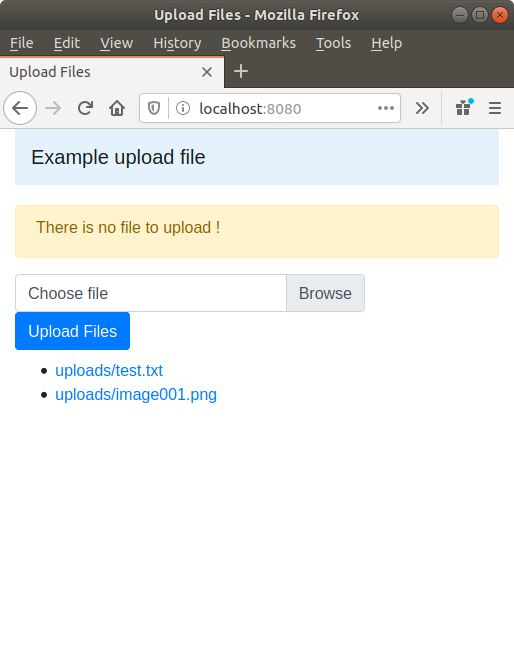 Upload Files - Mozilla Firefox
File Edit View History Bookmarks Tools Help
Upload Files
localhost:8080
Example upload file
There is no file to upload !
Choose file Browse
Upload Files
uploads/test.txt
uploads/image001.png